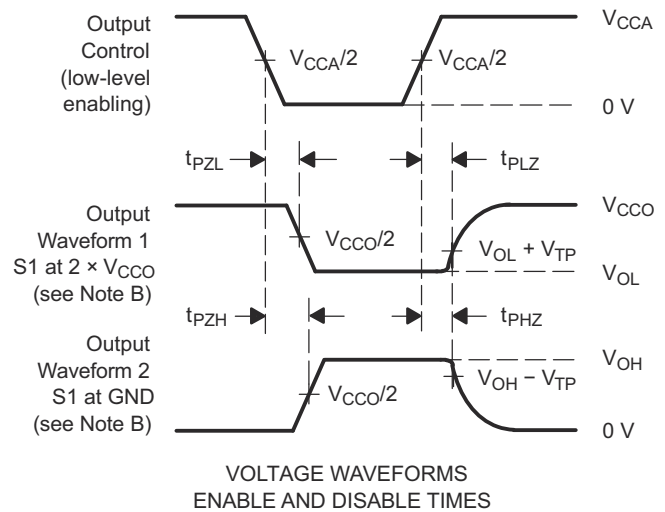 Output
Control
(low-level
enabling)
V_CCA/2
V_CCA/2
V_CCA
0 V
t_PZL
t_PLZ
Output
Waveform 1
S1 at 2 × V_CCO
(see Note B)
V_CCO/2
V_CCO
V_OL + V_TP
V_OL
t_PZH
t_PHZ
Output
Waveform 2
S1 at GND
(see Note B)
V_CCO/2
V_OH
V_OH − V_TP
0 V
VOLTAGE WAVEFORMS
ENABLE AND DISABLE TIMES